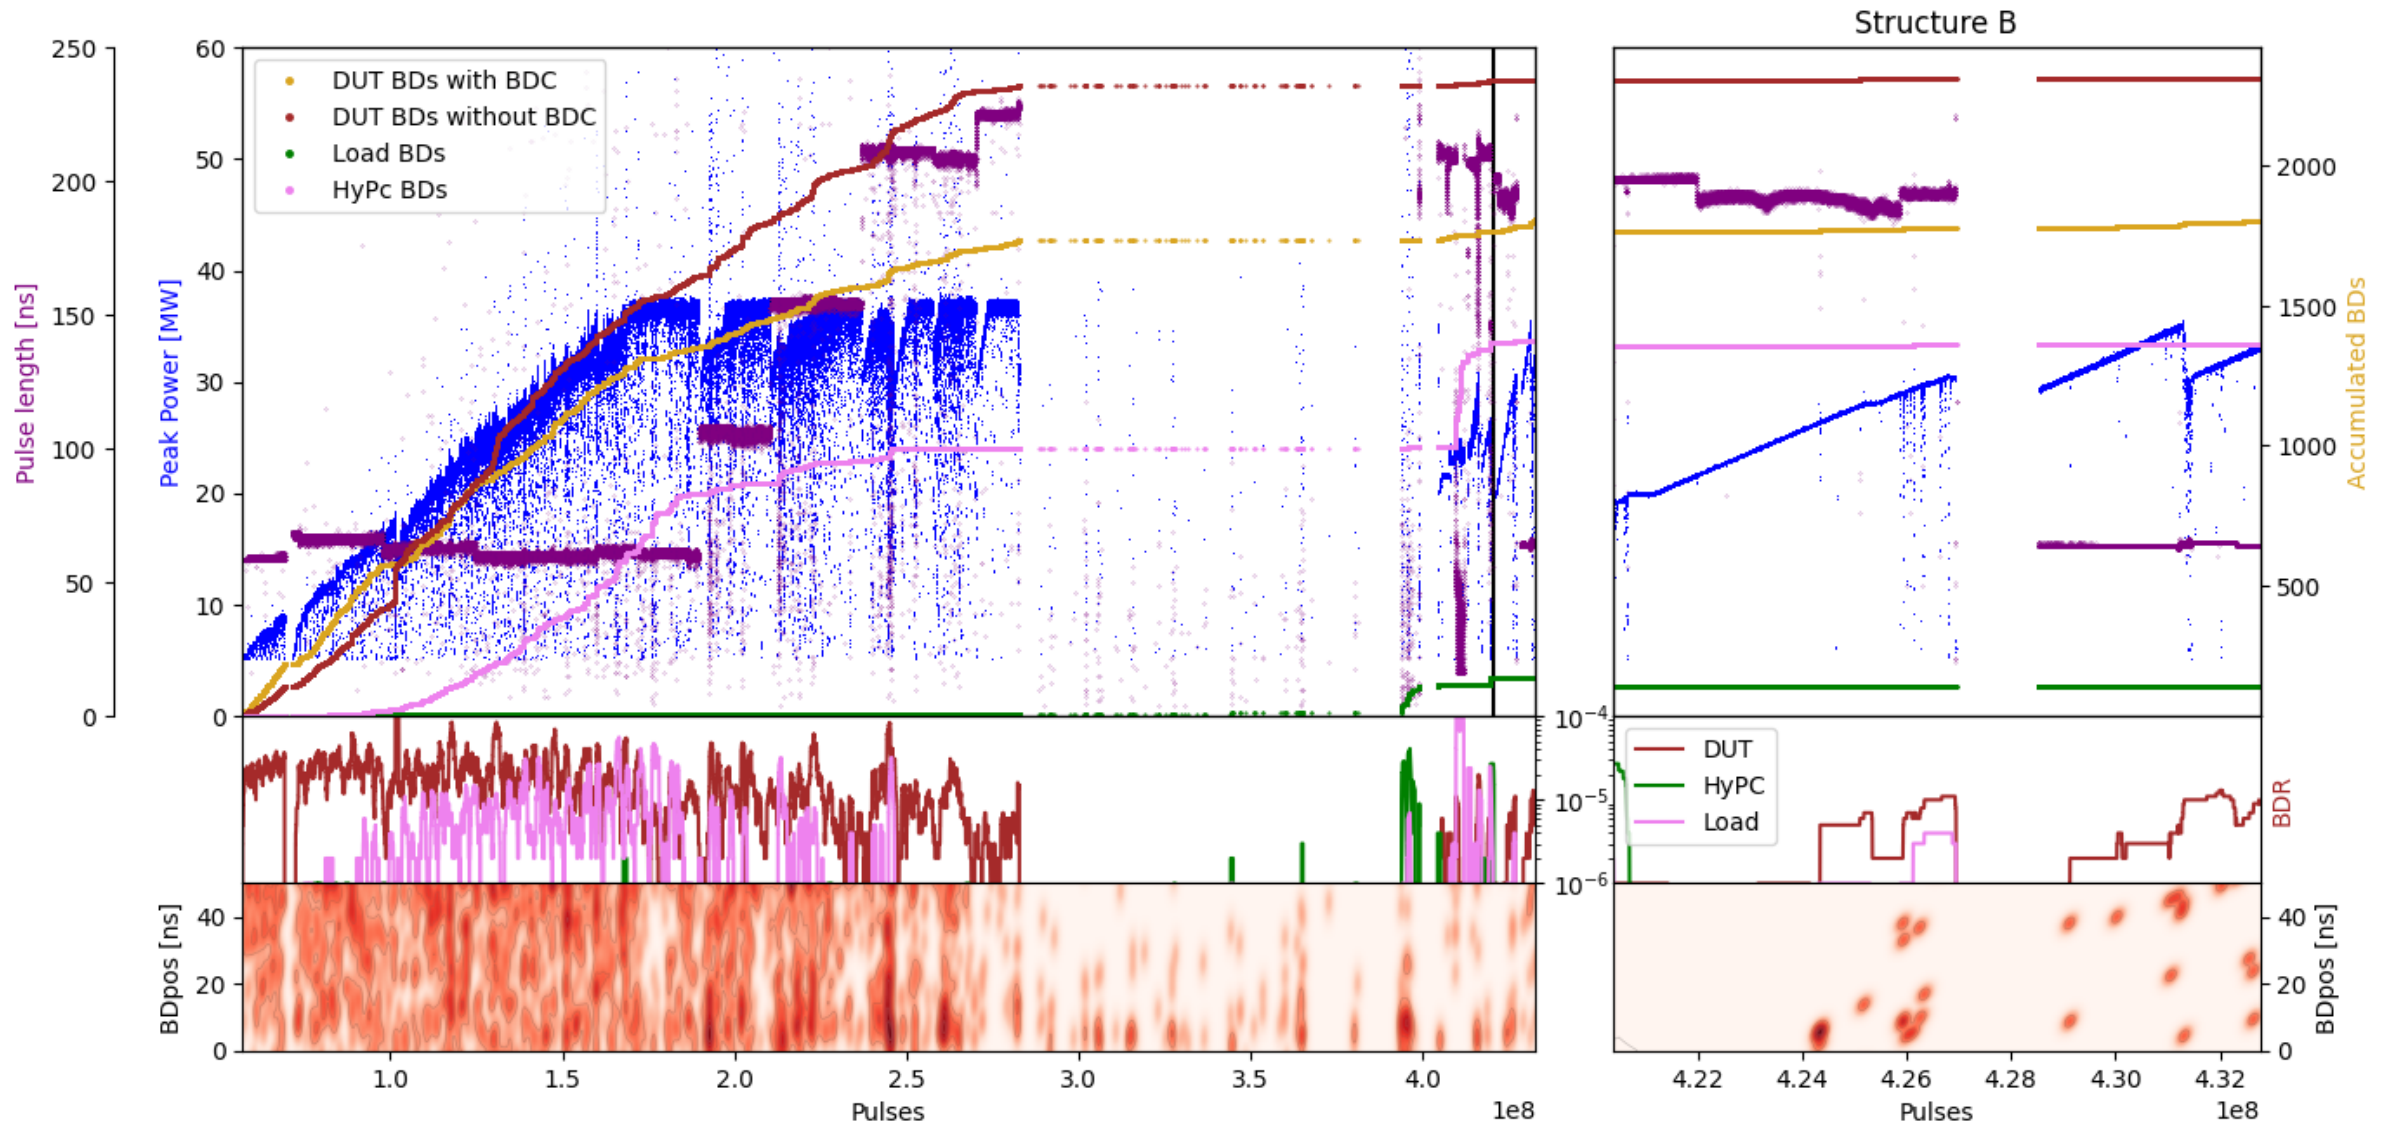 Structure B
250
200
150
100
50
0
Pulse length [ns]
60
50
40
30
20
10
0
Peak Power [MW]
DUT BDs with BDC
DUT BDs without BDC
Load BDs
HyPc BDs
2000
1500
1000
500
Accumulated BDs
10⁻⁴
10⁻⁵
10⁻⁶
DUT
HyPC
Load
BDR
BDpos [ns]
40
20
0
40
20
0
BDpos [ns]
1.0 1.5 2.0 2.5 3.0 3.5 4.0
Pulses
1e8
4.22 4.24 4.26 4.28 4.30 4.32
Pulses
1e8